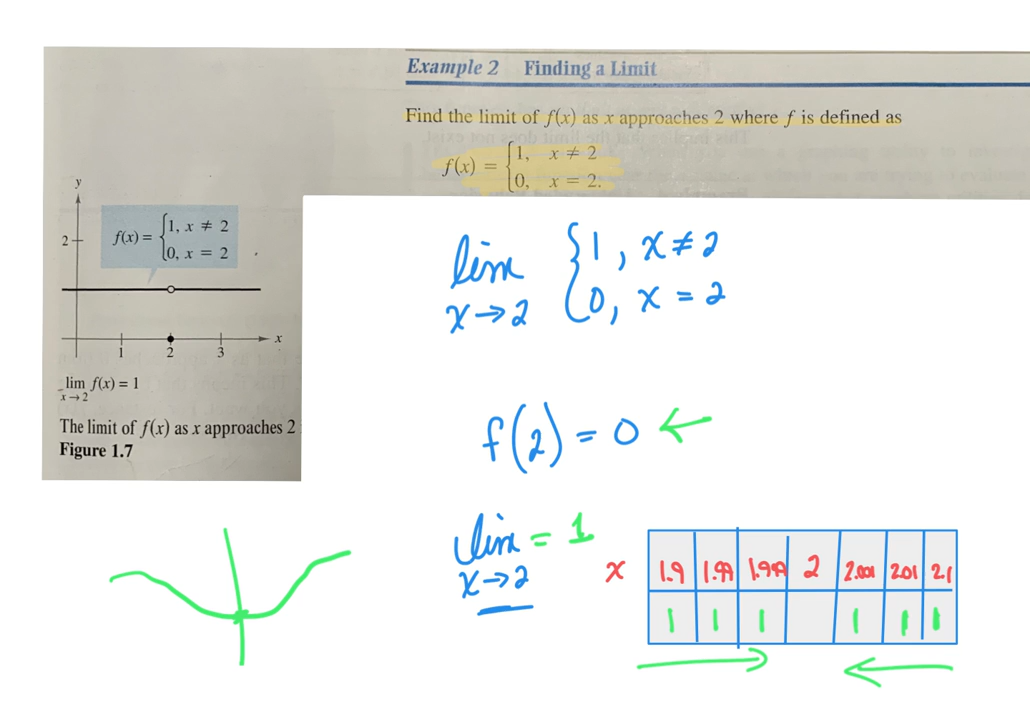 Example 2 Finding a Limit
Find the limit of f(x) as x approaches 2 where f is defined as
f(x) = {1, x ≠ 2
0, x = 2.
y
2
f(x) = {1, x ≠ 2
0, x = 2
1 2 3 x
lim f(x) = 1
x→2
The limit of f(x) as x approaches 2
Figure 1.7
lim {1, x ≠ 2
x→2 0, x = 2
f(2) = 0 ←
lim = 1
x→2
x 1.9 1.99 1.999 2 2.001 2.01 2.1
1 1 1 1 1 1